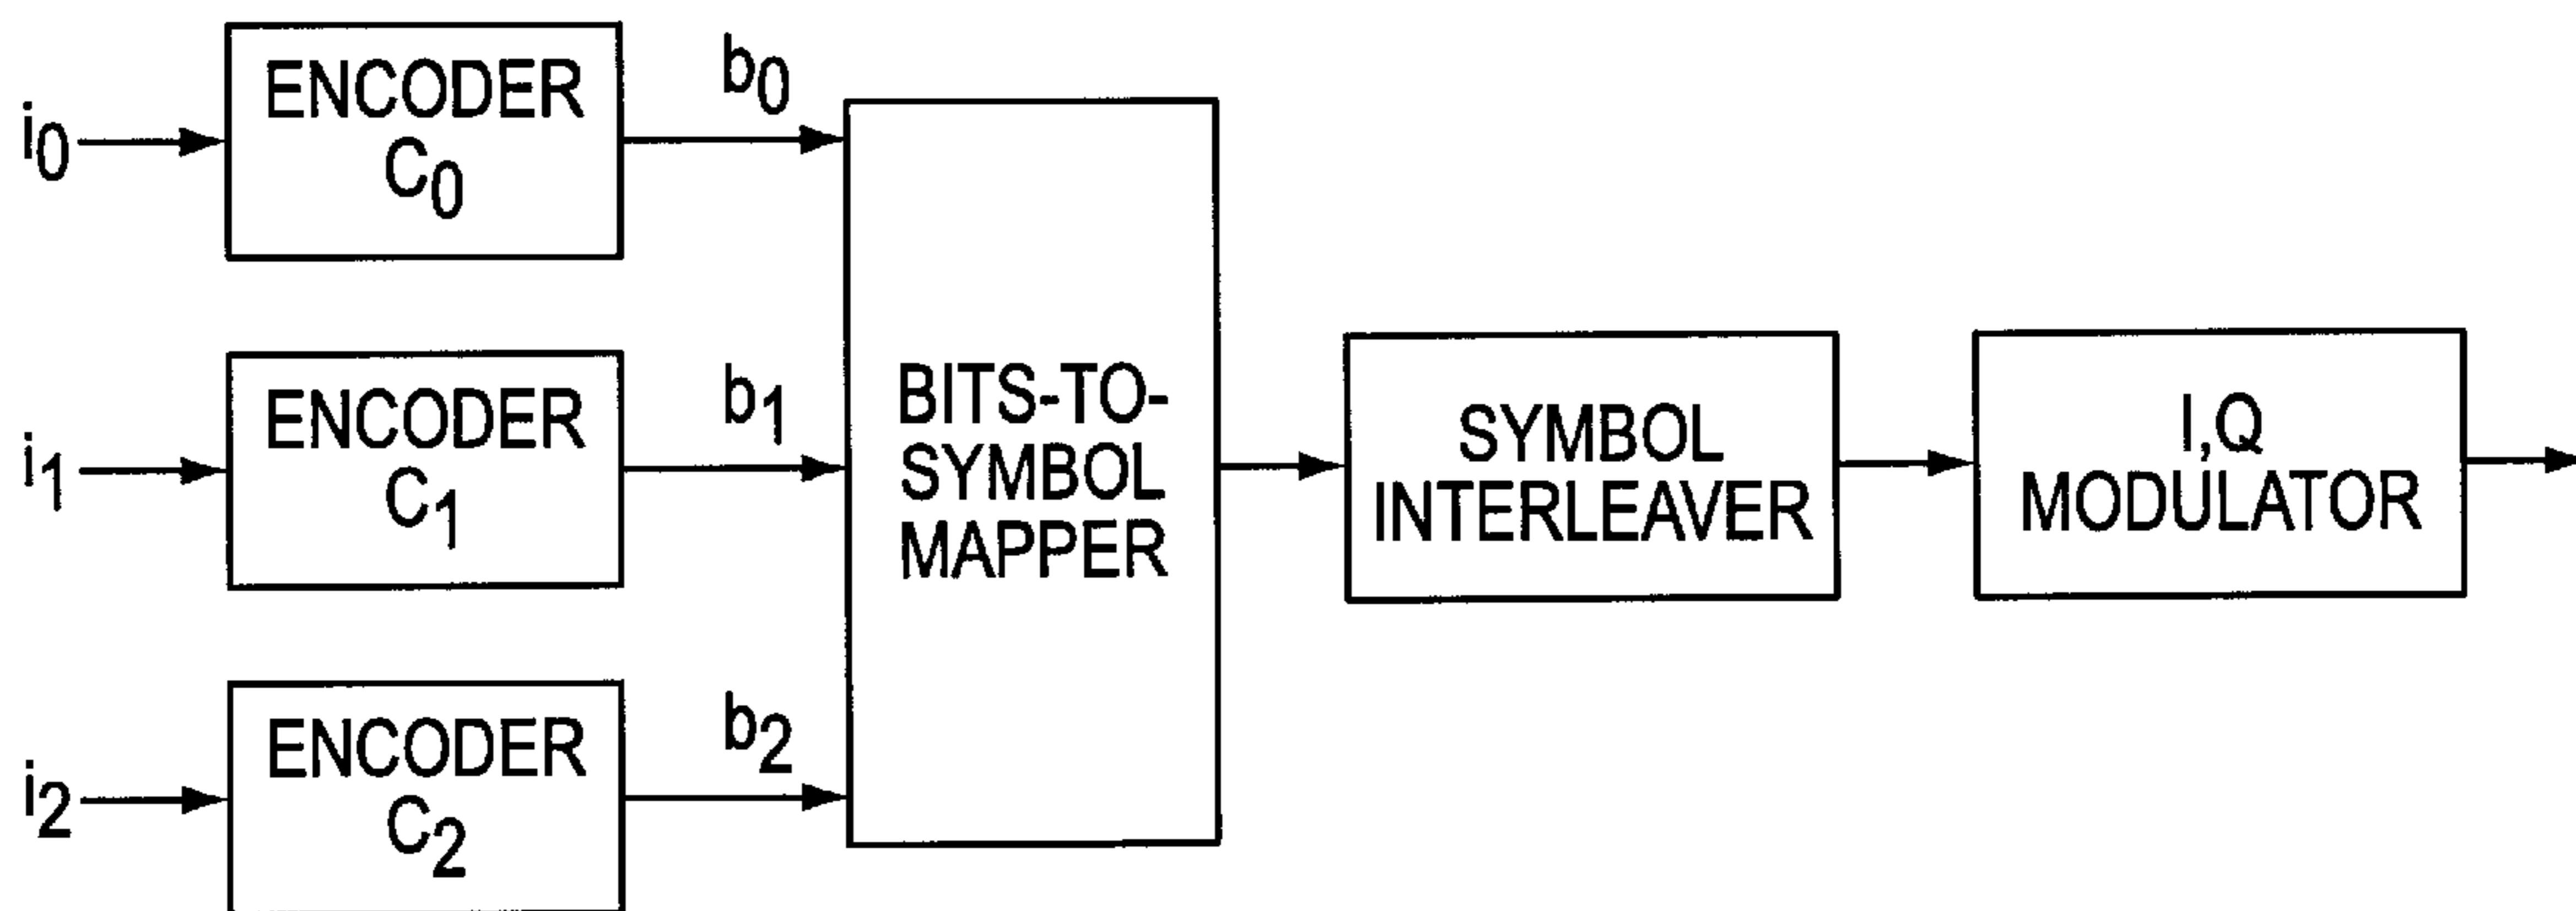 i0
ENCODER
C0
b0
i1
ENCODER
C1
b1
i2
ENCODER
C2
b2
BITS-TO-
SYMBOL
MAPPER
SYMBOL
INTERLEAVER
I,Q
MODULATOR